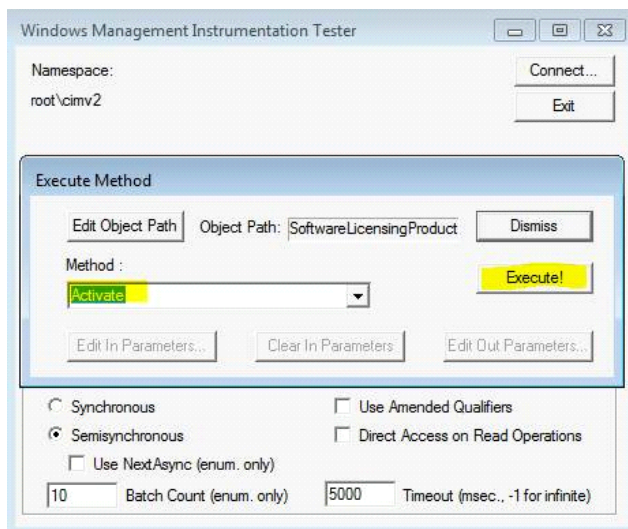 Windows Management Instrumentation Tester
Namespace:
Connect...
root\cimv2
Exit
Execute Method
Edit Object Path Object Path: SoftwareLicensingProduct Dismiss
Method :
Execute!
Activate
Edit In Parameters... Clear In Parameters Edit Out Parameters...
Synchronous Use Amended Qualifiers
Semisynchronous Direct Access on Read Operations
Use NextAsync (enum. only)
10 Batch Count (enum. only) 5000 Timeout (msec., -1 for infinite)